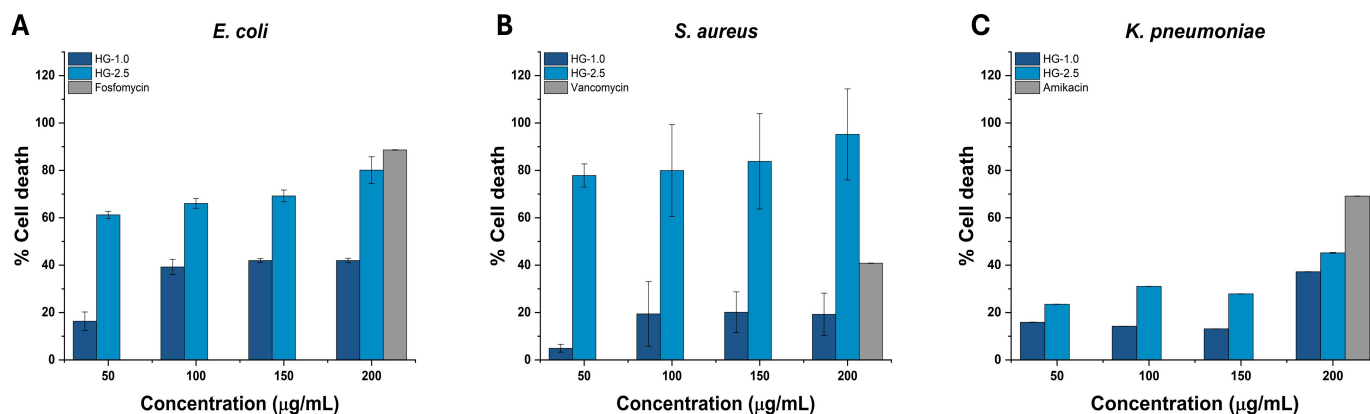 A
E. coli
HG-1.0
HG-2.5
Fosfomycin
120
100
80
60
40
20
0
% Cell death
50 100 150 200
Concentration (µg/mL)
B
S. aureus
HG-1.0
HG-2.5
Vancomycin
120
100
80
60
40
20
0
% Cell death
50 100 150 200
Concentration (µg/mL)
C
K. pneumoniae
HG-1.0
HG-2.5
Amikacin
120
100
80
60
40
20
0
% Cell death
50 100 150 200
Concentration (µg/mL)